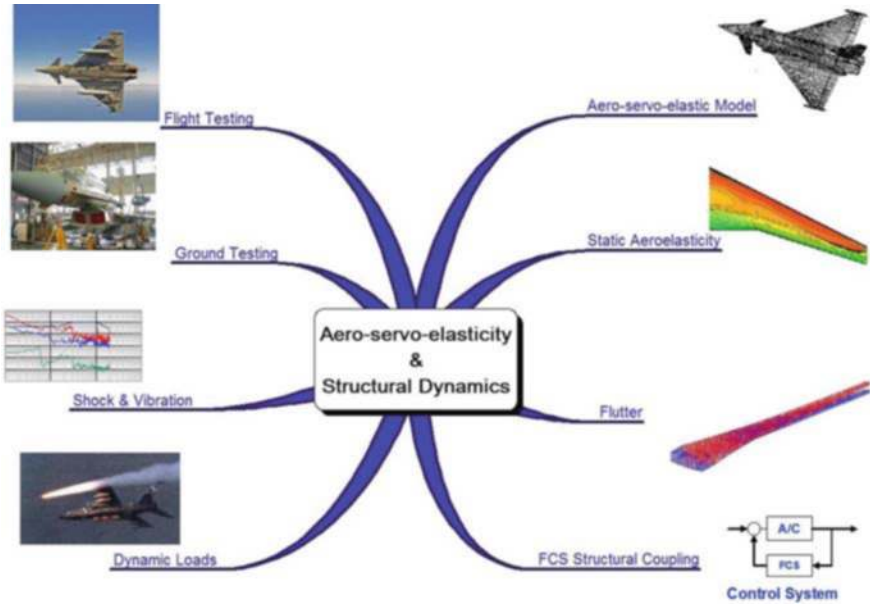 Flight Testing
Aero-servo-elastic Model
Ground Testing
Static Aeroelasticity
Aero-servo-elasticity
&
Structural Dynamics
Shock & Vibration
Flutter
Dynamic Loads
FCS Structural Coupling
A/C
FCS
Control System